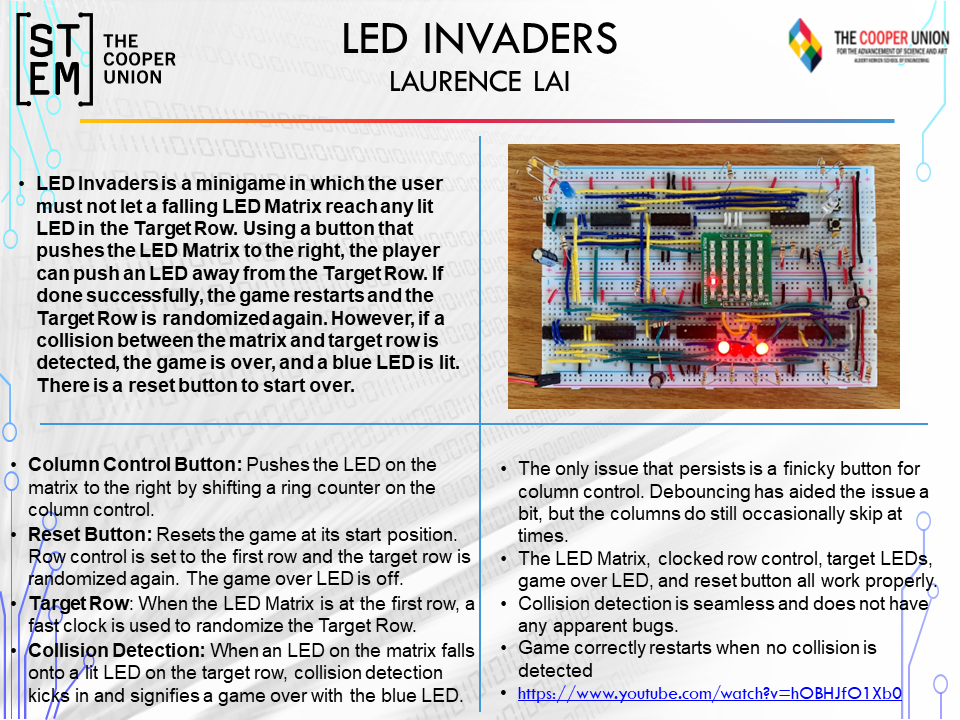 ST
EM
THE
COOPER
UNION
LED INVADERS
LAURENCE LAI
THE COOPER UNION
FOR THE ADVANCEMENT OF SCIENCE AND ART
ALBERT NERKEN SCHOOL OF ENGINEERING
• LED Invaders is a minigame in which the user
must not let a falling LED Matrix reach any lit
LED in the Target Row. Using a button that
pushes the LED Matrix to the right, the player
can push an LED away from the Target Row. If
done successfully, the game restarts and the
Target Row is randomized again. However, if a
collision between the matrix and target row is
detected, the game is over, and a blue LED is lit.
There is a reset button to start over.
• Column Control Button: Pushes the LED on the
matrix to the right by shifting a ring counter on the
column control.
• Reset Button: Resets the game at its start position.
Row control is set to the first row and the target row is
randomized again. The game over LED is off.
• Target Row: When the LED Matrix is at the first row, a
fast clock is used to randomize the Target Row.
• Collision Detection: When an LED on the matrix falls
onto a lit LED on the target row, collision detection
kicks in and signifies a game over with the blue LED.
• The only issue that persists is a finicky button for
column control. Debouncing has aided the issue a
bit, but the columns do still occasionally skip at
times.
• The LED Matrix, clocked row control, target LEDs,
game over LED, and reset button all work properly.
• Collision detection is seamless and does not have
any apparent bugs.
• Game correctly restarts when no collision is
detected
• https://www.youtube.com/watch?v=hOBHJfO1Xb0